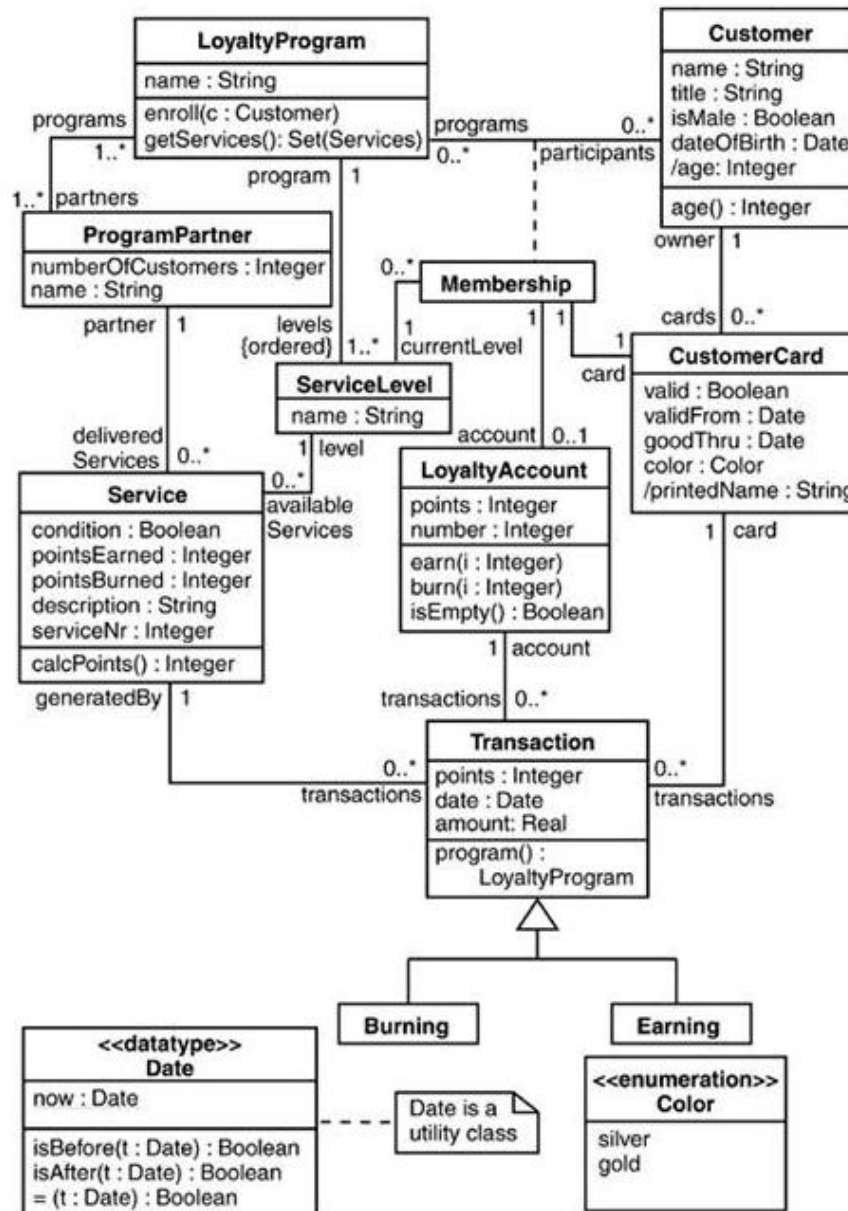 LoyaltyProgram
name : String
enroll(c : Customer)
getServices(): Set(Services)
Customer
name : String
title : String
isMale : Boolean
dateOfBirth : Date
/age: Integer
age() : Integer
programs
1..*
programs
0..*
0..*
participants
program
1
1..*
partners
ProgramPartner
numberOfCustomers : Integer
name : String
owner
1
0..*
Membership
partner
1
levels
{ordered}
1..*
1
currentLevel
1
1
1
card
cards
0..*
CustomerCard
valid : Boolean
validFrom : Date
goodThru : Date
color : Color
/printedName : String
ServiceLevel
name : String
delivered
Services
0..*
1
level
0..*
available
Services
account
0..1
LoyaltyAccount
points : Integer
number : Integer
earn(i : Integer)
burn(i : Integer)
isEmpty() : Boolean
Service
condition : Boolean
pointsEarned : Integer
pointsBurned : Integer
description : String
serviceNr : Integer
calcPoints() : Integer
1
card
generatedBy
1
1
account
transactions
0..*
Transaction
points : Integer
date : Date
amount: Real
program() :
LoyaltyProgram
0..*
transactions
0..*
transactions
Burning
Earning
<<datatype>>
Date
now : Date
isBefore(t : Date) : Boolean
isAfter(t : Date) : Boolean
= (t : Date) : Boolean
Date is a
utility class
<<enumeration>>
Color
silver
gold